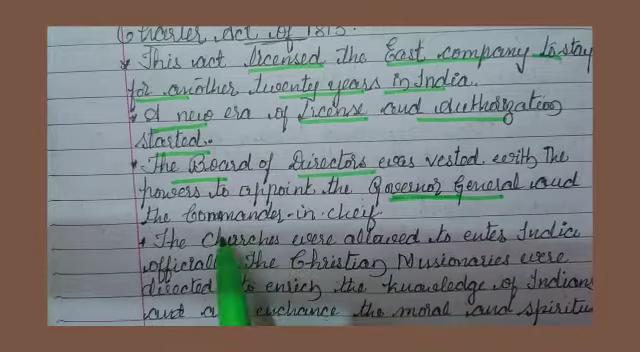 Charter Act of 1813
* This act licensed the East company to stay
for another twenty years in India.
* A new era of license and authorization
started.
* The Board of Directors was vested with the
powers to appoint the Governor General and
the Commander-in-cheif.
* The Churches were allowed to enter India
officiall The Christian Missionaries were
directed to enrich the knowledge of Indians
and a enchance the moral and spiritu